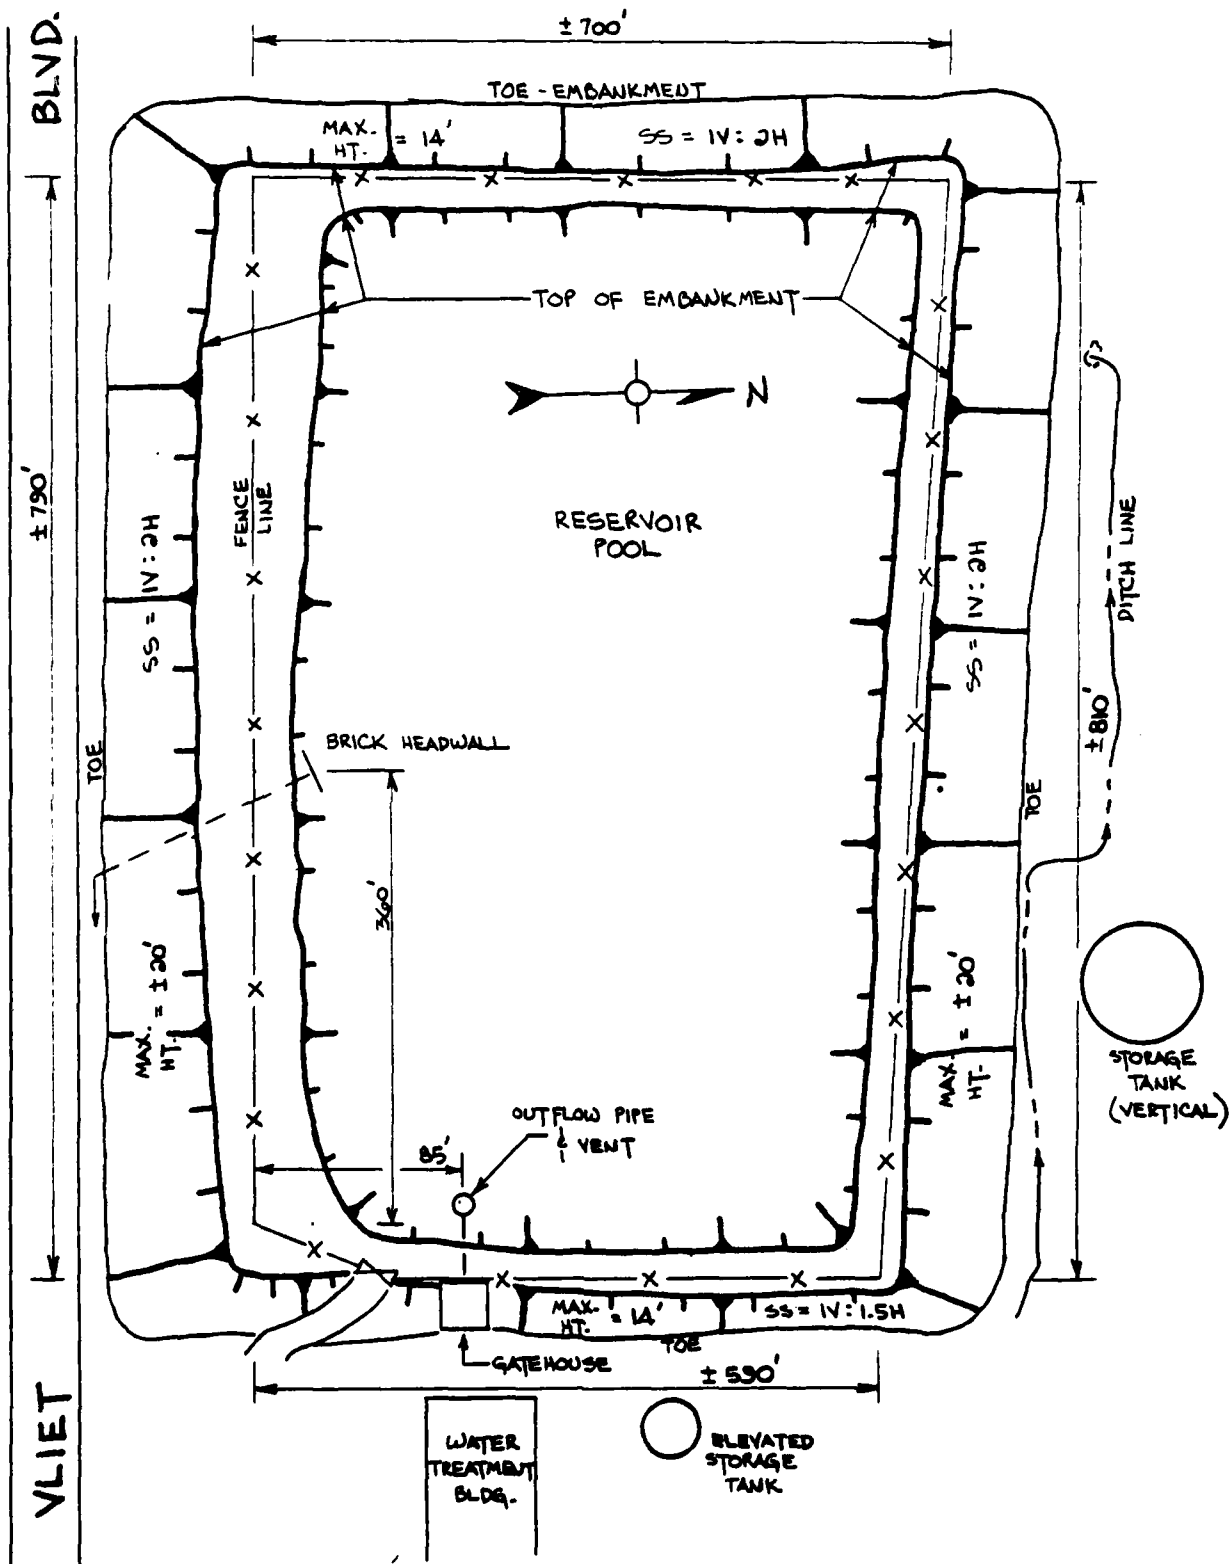 BLVD.
± 700'
TOE - EMBANKMENT
MAX.
HT. = 14'
SS = 1V : 2H
TOP OF EMBANKMENT
N
± 790'
FENCE
LINE
SS = 1V : 2H
RESERVOIR
POOL
SS = 1V : 2H
DITCH LINE
± 810'
TOE
BRICK HEADWALL
TOE
360'
MAX. = ± 20'
HT.
MAX. = ± 20'
HT.
STORAGE
TANK
(VERTICAL)
OUTFLOW PIPE
& VENT
85'
MAX.
HT. = 14'
SS = 1V : 1.5H
TOE
GATEHOUSE
± 590'
VLIET
WATER
TREATMENT
BLDG.
ELEVATED
STORAGE
TANK